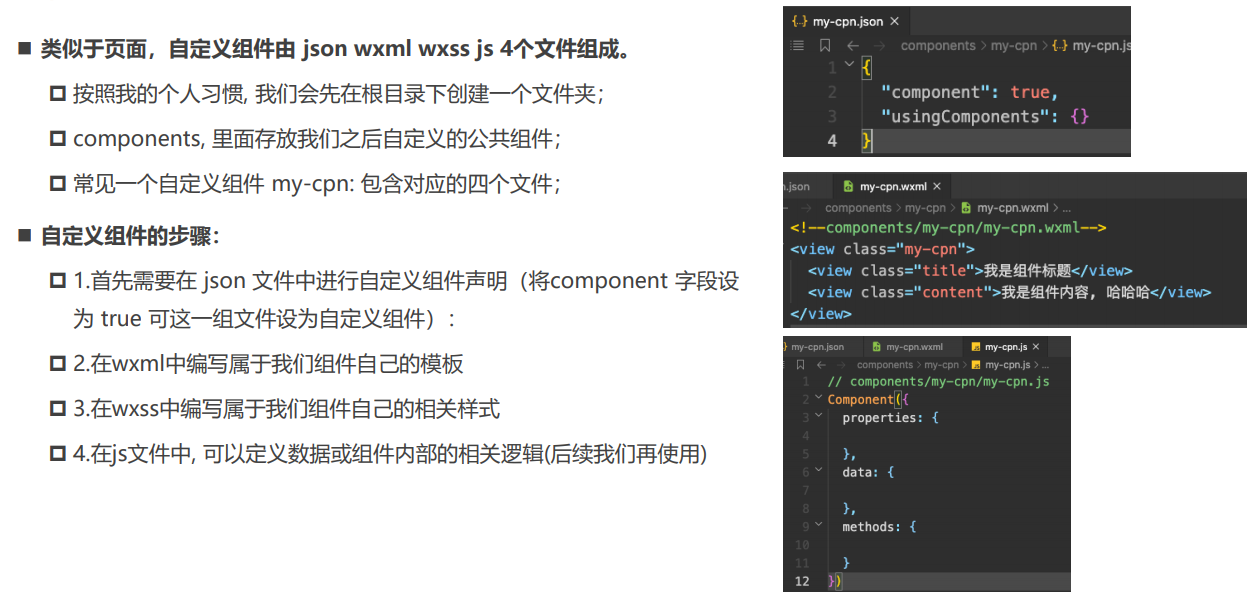 ■ 类似于页面，自定义组件由 json wxml wxss js 4个文件组成。
按照我的个人习惯, 我们会先在根目录下创建一个文件夹；
components, 里面存放我们之后自定义的公共组件；
常见一个自定义组件 my-cpn: 包含对应的四个文件；
■ 自定义组件的步骤：
1.首先需要在 json 文件中进行自定义组件声明（将component 字段设
为 true 可这一组文件设为自定义组件）：
2.在wxml中编写属于我们组件自己的模板
3.在wxss中编写属于我们组件自己的相关样式
4.在js文件中, 可以定义数据或组件内部的相关逻辑(后续我们再使用)
{..} my-cpn.json ×
components > my-cpn > {..} my-cpn.js
1 {
2 "component": true,
3 "usingComponents": {}
4 }
.json my-cpn.wxml ×
components > my-cpn > my-cpn.wxml > ...
<!--components/my-cpn/my-cpn.wxml-->
<view class="my-cpn">
<view class="title">我是组件标题</view>
<view class="content">我是组件内容, 哈哈哈</view>
</view>
my-cpn.json my-cpn.wxml my-cpn.js ×
components > my-cpn > my-cpn.js > ...
1 // components/my-cpn/my-cpn.js
2 Component({
3 properties: {
4
5 },
6 data: {
7
8 },
9 methods: {
10
11 }
12 })